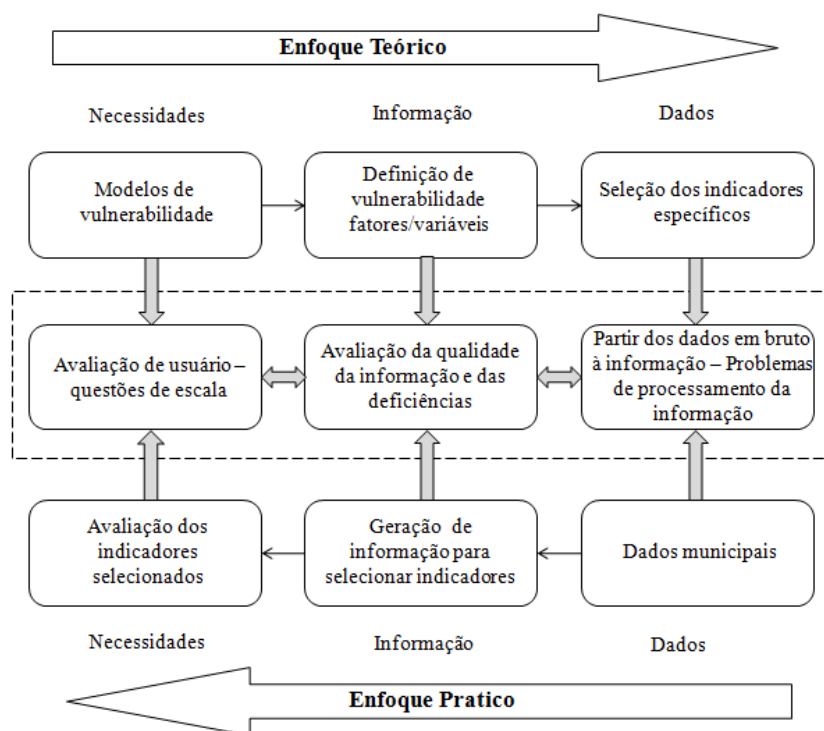 Enfoque Teórico
Necessidades
Informação
Dados
Modelos de
vulnerabilidade
Definição de
vulnerabilidade
fatores/variáveis
Seleção dos indicadores
específicos
Avaliação de usuário –
questões de escala
Avaliação da qualidade
da informação e das
deficiências
Partir dos dados em bruto
à informação – Problemas
de processamento da
informação
Avaliação dos
indicadores
selecionados
Geração de
informação para
selecionar indicadores
Dados municipais
Necessidades
Informação
Dados
Enfoque Pratico